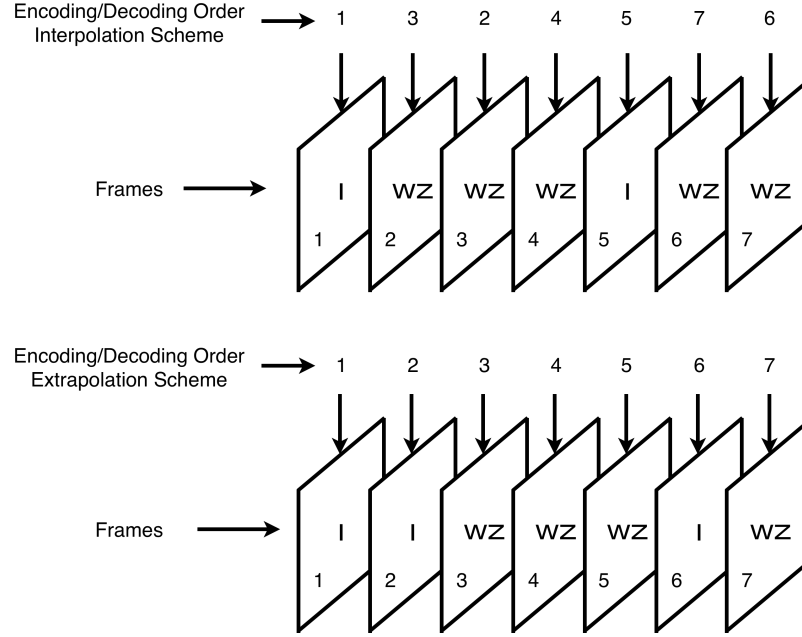 Encoding/Decoding Order
Interpolation Scheme
1 3 2 4 5 7 6
Frames
I WZ WZ WZ I WZ WZ
1 2 3 4 5 6 7
Encoding/Decoding Order
Extrapolation Scheme
1 2 3 4 5 6 7
Frames
I I WZ WZ WZ I WZ
1 2 3 4 5 6 7